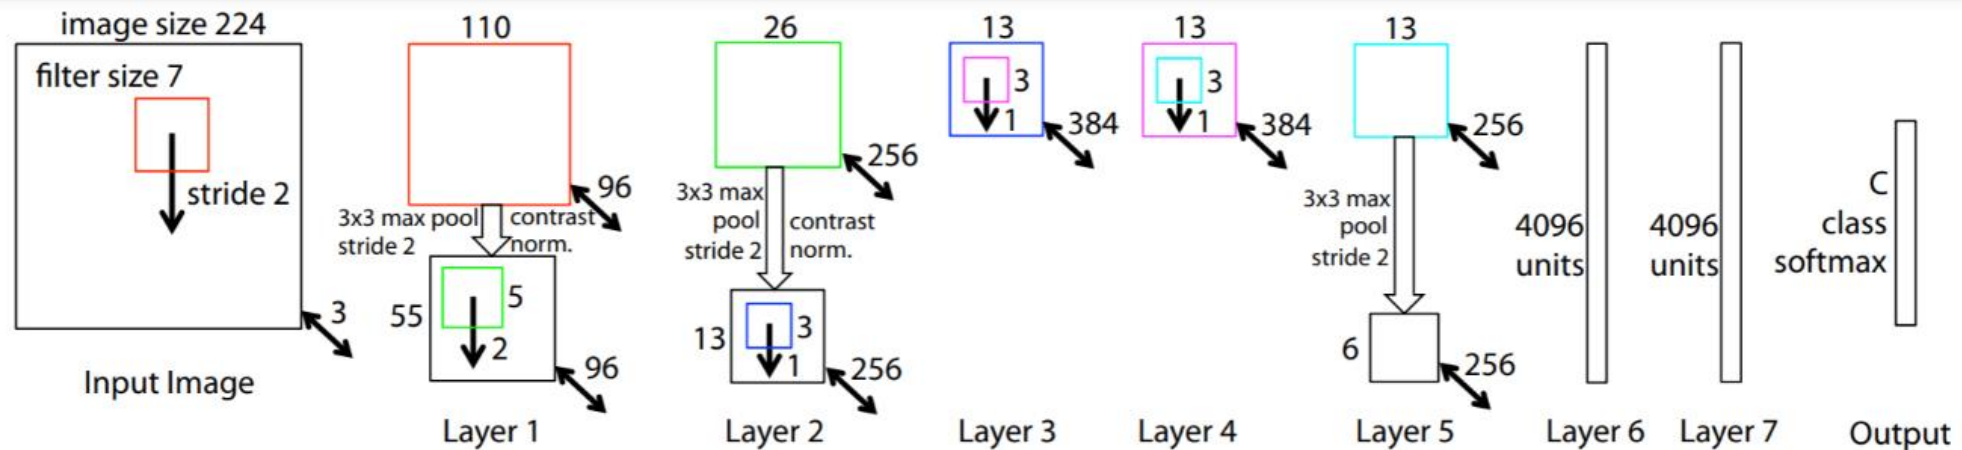 image size 224
filter size 7
stride 2
3
Input Image
110
96
3x3 max pool
stride 2
contrast
norm.
55
5
2
96
Layer 1
26
256
3x3 max
pool
stride 2
contrast
norm.
13
3
1
256
Layer 2
13
3
1
384
Layer 3
13
3
1
384
Layer 4
13
256
3x3 max
pool
stride 2
6
256
Layer 5
4096
units
Layer 6
4096
units
Layer 7
C
class
softmax
Output